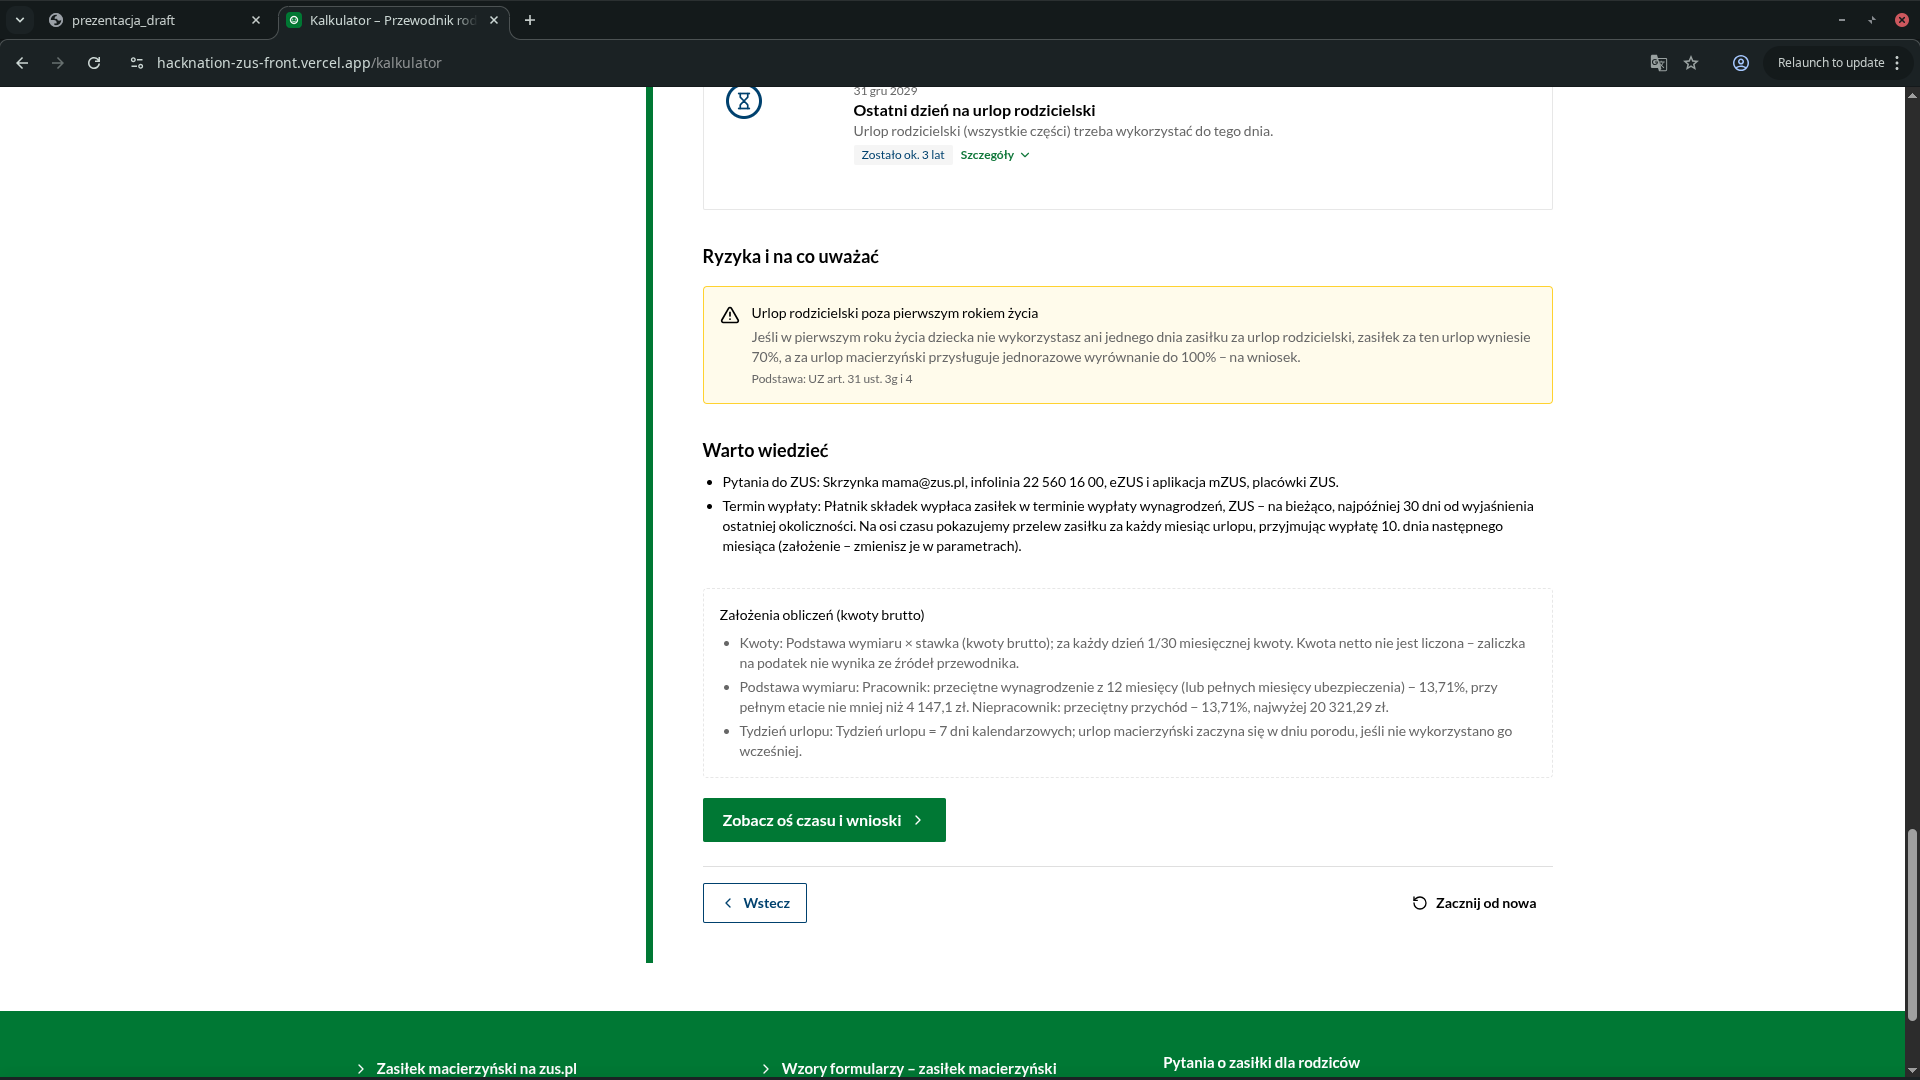 prezentacja_draft
Kalkulator – Przewodnik rod
hacknation-zus-front.vercel.app/kalkulator
Relaunch to update
31 gru 2029
Ostatni dzień na urlop rodzicielski
Urlop rodzicielski (wszystkie części) trzeba wykorzystać do tego dnia.
Zostało ok. 3 lat
Szczegóły
Ryzyka i na co uważać
Urlop rodzicielski poza pierwszym rokiem życia
Jeśli w pierwszym roku życia dziecka nie wykorzystasz ani jednego dnia zasiłku za urlop rodzicielski, zasiłek za ten urlop wyniesie
70%, a za urlop macierzyński przysługuje jednorazowe wyrównanie do 100% – na wniosek.
Podstawa: UZ art. 31 ust. 3g i 4
Warto wiedzieć
• Pytania do ZUS: Skrzynka mama@zus.pl, infolinia 22 560 16 00, eZUS i aplikacja mZUS, placówki ZUS.
• Termin wypłaty: Płatnik składek wypłaca zasiłek w terminie wypłaty wynagrodzeń, ZUS – na bieżąco, najpóźniej 30 dni od wyjaśnienia
ostatniej okoliczności. Na osi czasu pokazujemy przelew zasiłku za każdy miesiąc urlopu, przyjmując wypłatę 10. dnia następnego
miesiąca (założenie – zmienisz je w parametrach).
Założenia obliczeń (kwoty brutto)
• Kwoty: Podstawa wymiaru × stawka (kwoty brutto); za każdy dzień 1/30 miesięcznej kwoty. Kwota netto nie jest liczona – zaliczka
na podatek nie wynika ze źródeł przewodnika.
• Podstawa wymiaru: Pracownik: przeciętne wynagrodzenie z 12 miesięcy (lub pełnych miesięcy ubezpieczenia) – 13,71%, przy
pełnym etacie nie mniej niż 4 147,1 zł. Niepracownik: przeciętny przychód – 13,71%, najwyżej 20 321,29 zł.
• Tydzień urlopu: Tydzień urlopu = 7 dni kalendarzowych; urlop macierzyński zaczyna się w dniu porodu, jeśli nie wykorzystano go
wcześniej.
Zobacz oś czasu i wnioski
Wstecz
Zacznij od nowa
Zasiłek macierzyński na zus.pl
Wzory formularzy – zasiłek macierzyński
Pytania o zasiłki dla rodziców